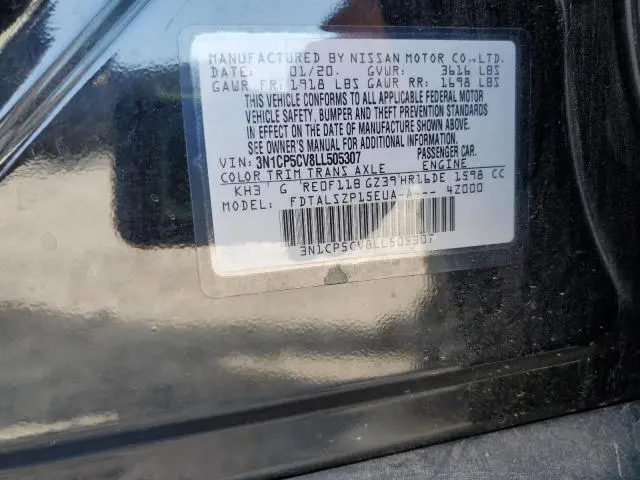 MANUFACTURED BY NISSAN MOTOR CO.,LTD.
DATE: 01/20. GVWR: 3616 LBS
GAWR FR: 1918 LBS GAWR RR: 1698 LBS
THIS VEHICLE CONFORMS TO ALL APPLICABLE FEDERAL MOTOR
VEHICLE SAFETY, BUMPER AND THEFT PREVENTION STANDARDS
IN EFFECT ON THE DATE OF MANUFACTURE SHOWN ABOVE.
SEE OWNER'S MANUAL FOR ADDITIONAL INFORMATION.
VIN: 3N1CP5CV8LL505307 PASSENGER CAR.
COLOR TRIM TRANS AXLE ENGINE
KH3 G RE0F11B GZ39 HR16DE 1598 CC
MODEL: FDTALSZP15EUA-A--- 4Z000
3N1CP5CV8LL505307